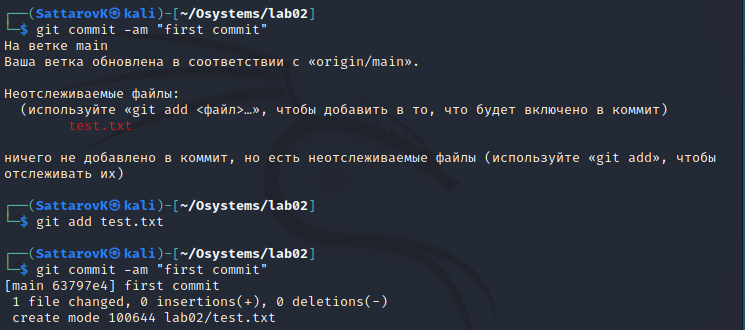 ┌──(SattarovK㉿kali)-[~/Osystems/lab02]
└─$ git commit -am "first commit"
На ветке main
Ваша ветка обновлена в соответствии с «origin/main».
Неотслеживаемые файлы:
(используйте «git add <файл>…», чтобы добавить в то, что будет включено в коммит)
test.txt
ничего не добавлено в коммит, но есть неотслеживаемые файлы (используйте «git add», чтобы
отслеживать их)
┌──(SattarovK㉿kali)-[~/Osystems/lab02]
└─$ git add test.txt
┌──(SattarovK㉿kali)-[~/Osystems/lab02]
└─$ git commit -am "first commit"
[main 63797e4] first commit
1 file changed, 0 insertions(+), 0 deletions(-)
create mode 100644 lab02/test.txt